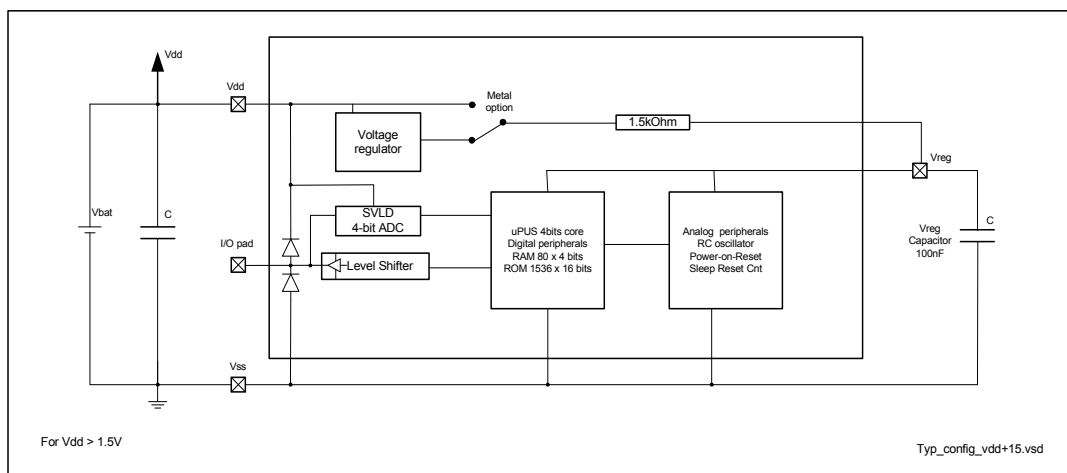 Vdd
Vdd
Metal
option
Voltage
regulator
1.5kOhm
Vreg
Vbat
C
SVLD
4-bit ADC
I/O pad
Level Shifter
uPUS 4bits core
Digital peripherals
RAM 80 x 4 bits
ROM 1536 x 16 bits
Analog peripherals
RC oscillator
Power-on-Reset
Sleep Reset Cnt
C
Vreg
Capacitor
100nF
Vss
For Vdd > 1.5V
Typ_config_vdd+15.vsd